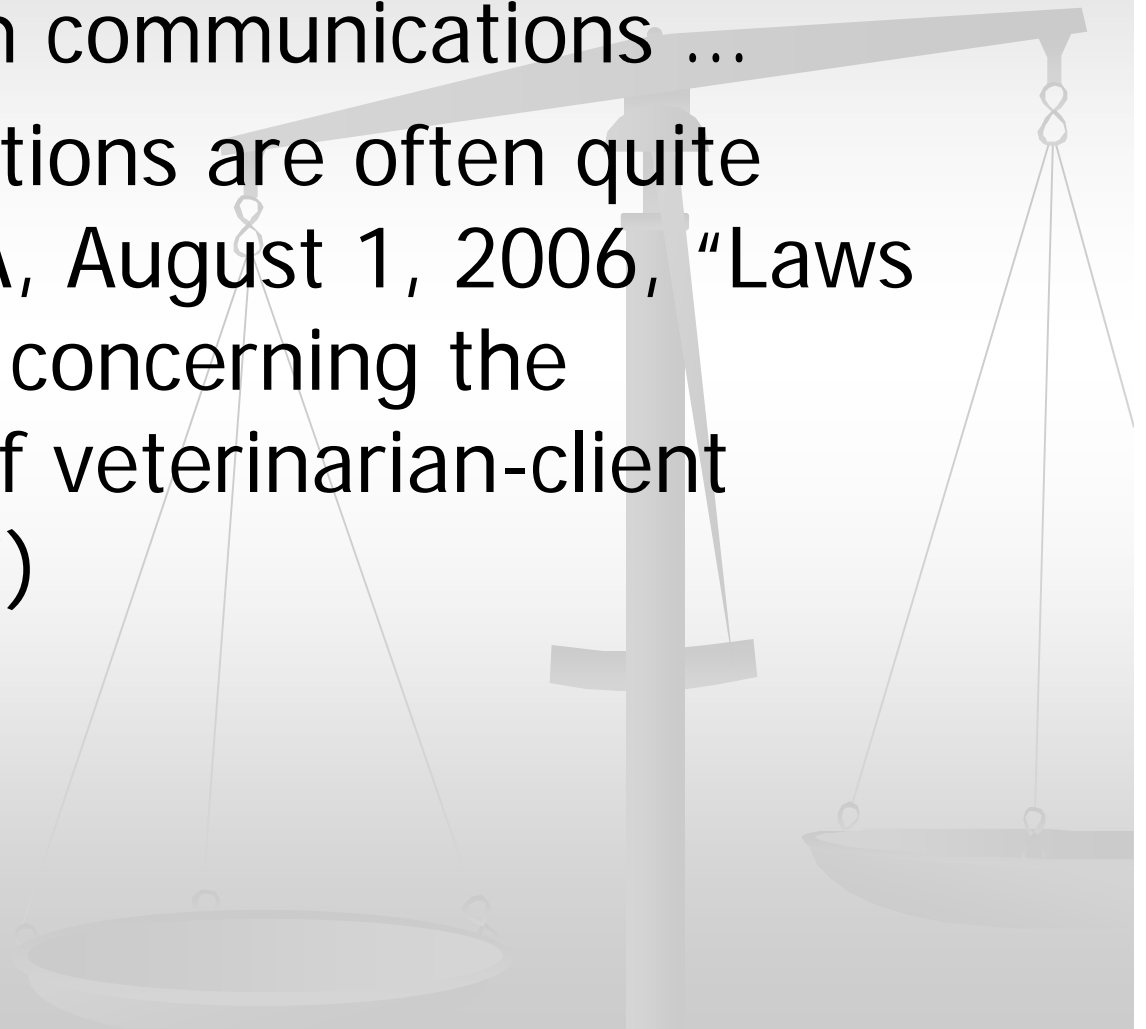 communications …
tions are often quite
, August 1, 2006, “Laws
concerning the
f veterinarian-client
)